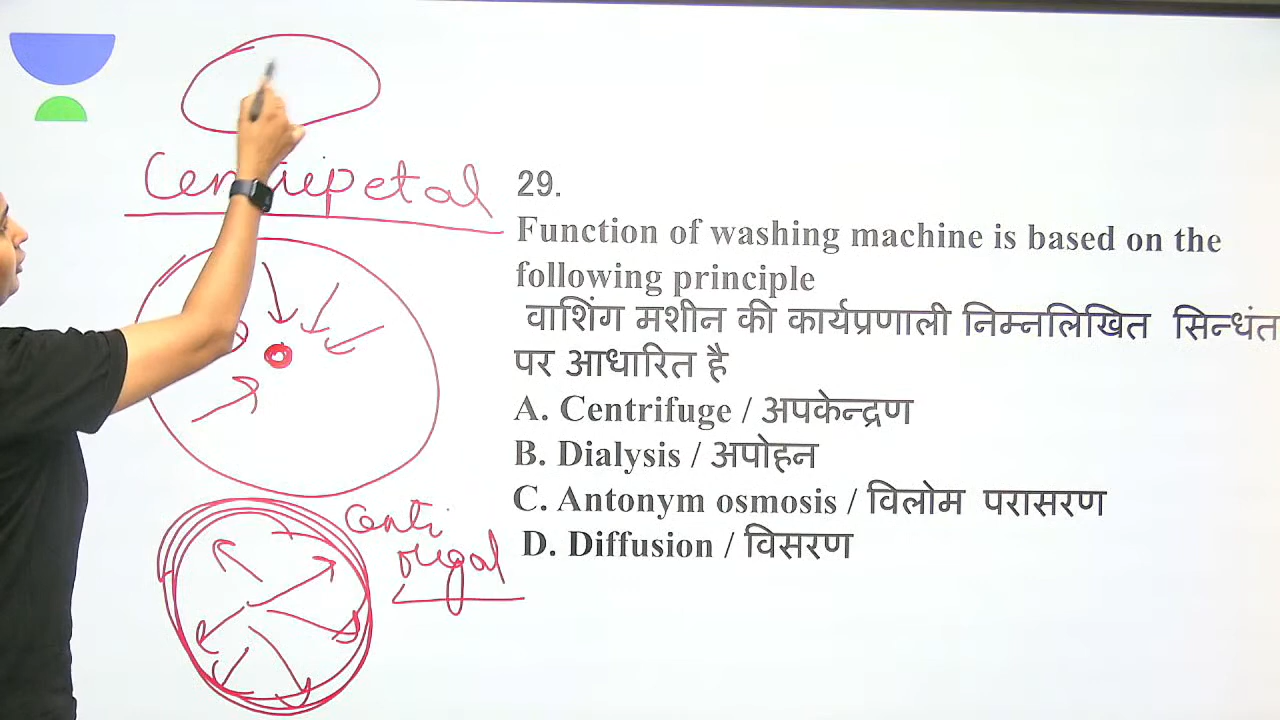 Centripetal
29.
Function of washing machine is based on the
following principle
वाशिंग मशीन की कार्यप्रणाली निम्नलिखित सिन्धंत
पर आधारित है
A. Centrifuge / अपकेन्द्रण
B. Dialysis / अपोहन
C. Antonym osmosis / विलोम परासरण
D. Diffusion / विसरण